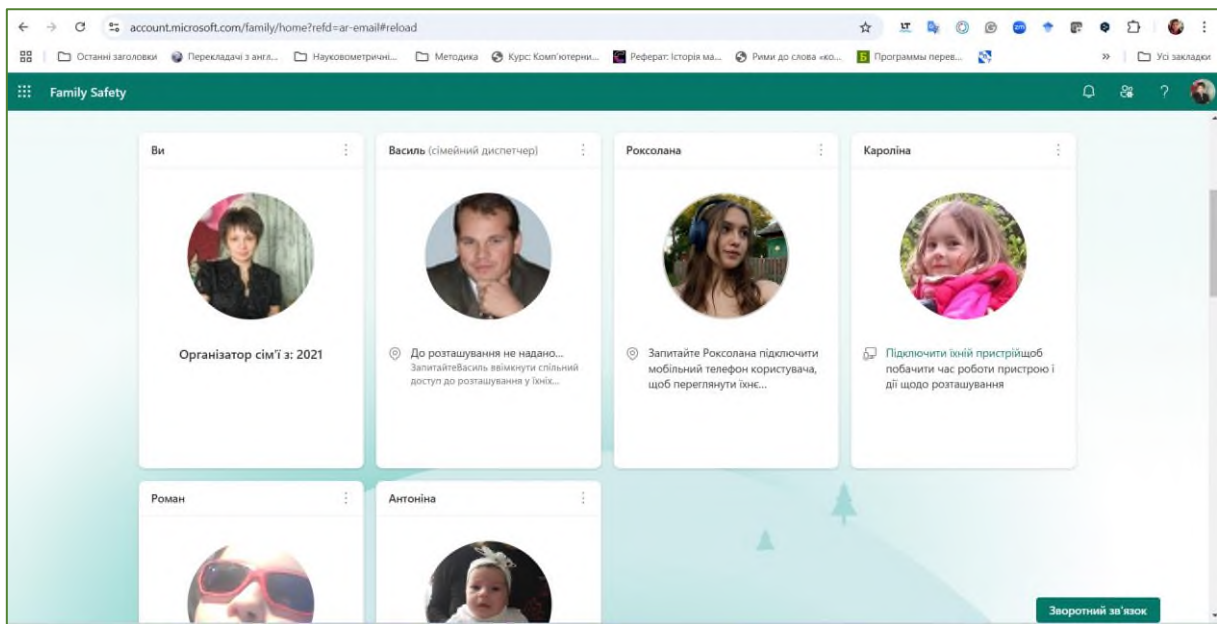 account.microsoft.com/family/home?refd=ar-email#reload
Останні заголовки Перекладачі з англ... Наукометричні... Методика Курс: Комп'ютерни... Реферат: Історія ма... Рими до слова «ко... Программы перев... » Усі закладки
Family Safety
Ви
Василь (сімейний диспетчер)
Роксолана
Кароліна
Організатор сім'ї з: 2021
До розташування не надано...
ЗапитайтеВасиль ввімкнути спільний
доступ до розташування у їхніх...
Запитайте Роксолана підключити
мобільний телефон користувача,
щоб переглянути їхнє...
Підключити їхній пристрійщоб
побачити час роботи пристрою і
дії щодо розташування
Роман
Антоніна
Зворотний зв'язок